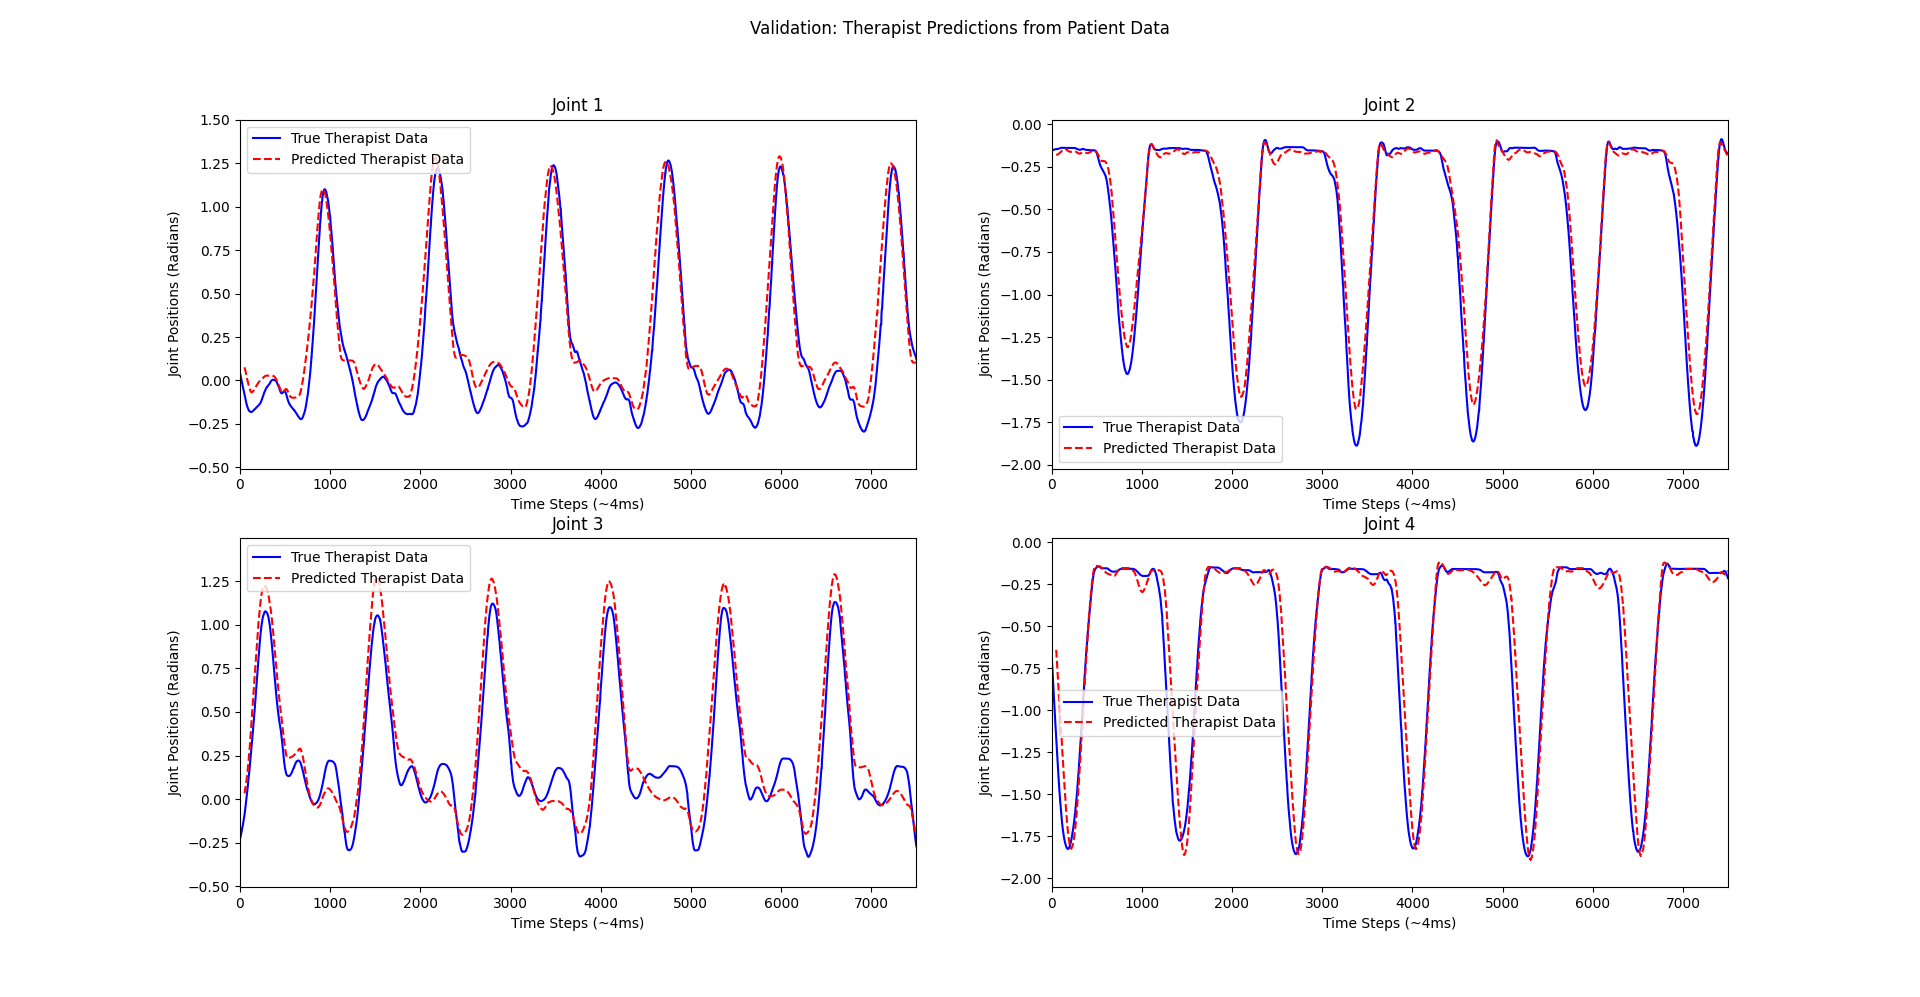 Validation: Therapist Predictions from Patient Data
Joint 1
1.50
1.25
1.00
0.75
0.50
0.25
0.00
−0.25
−0.50
Joint Positions (Radians)
True Therapist Data
Predicted Therapist Data
0 1000 2000 3000 4000 5000 6000 7000
Time Steps (~4ms)
Joint 2
0.00
−0.25
−0.50
−0.75
−1.00
−1.25
−1.50
−1.75
−2.00
Joint Positions (Radians)
True Therapist Data
Predicted Therapist Data
0 1000 2000 3000 4000 5000 6000 7000
Time Steps (~4ms)
Joint 3
1.25
1.00
0.75
0.50
0.25
0.00
−0.25
−0.50
Joint Positions (Radians)
True Therapist Data
Predicted Therapist Data
0 1000 2000 3000 4000 5000 6000 7000
Time Steps (~4ms)
Joint 4
0.00
−0.25
−0.50
−0.75
−1.00
−1.25
−1.50
−1.75
−2.00
Joint Positions (Radians)
True Therapist Data
Predicted Therapist Data
0 1000 2000 3000 4000 5000 6000 7000
Time Steps (~4ms)